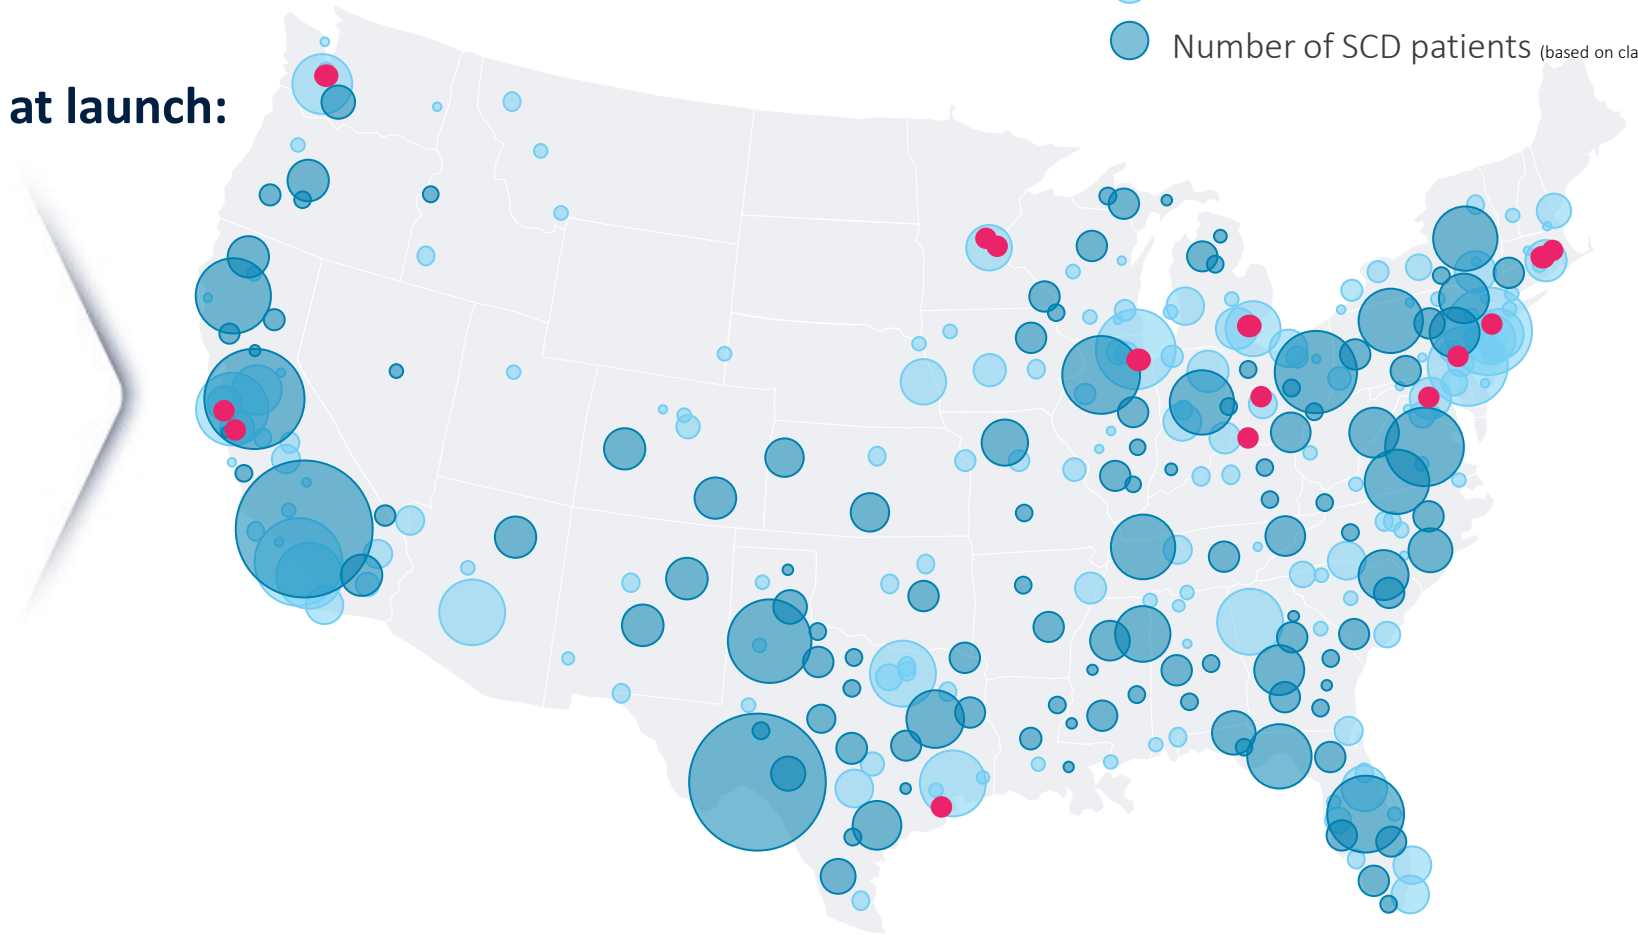 Number of SCD patients (based on cla
at launch: